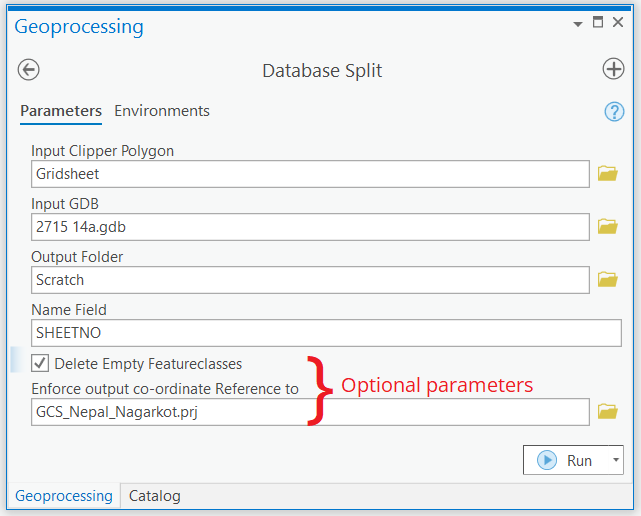 Geoprocessing
Database Split
Parameters Environments
Input Clipper Polygon
Gridsheet
Input GDB
2715 14a.gdb
Output Folder
Scratch
Name Field
SHEETNO
Delete Empty Featureclasses
Enforce output co-ordinate Reference to
Optional parameters
GCS_Nepal_Nagarkot.prj
Run
Geoprocessing Catalog